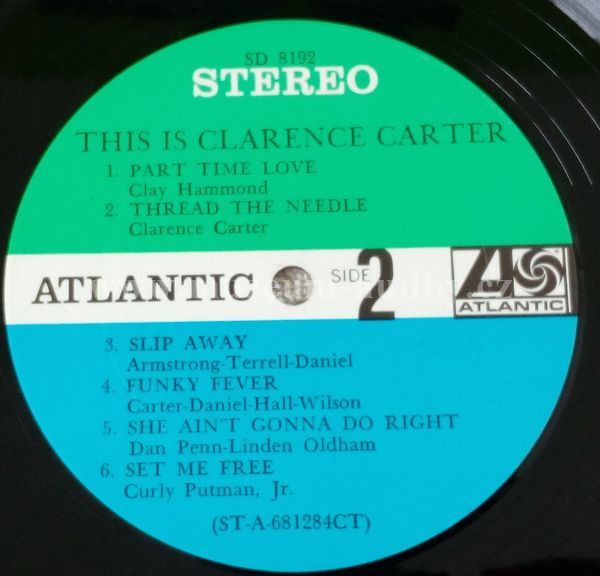 SD 8192
STEREO
THIS IS CLARENCE CARTER
1. PART TIME LOVE
Clay Hammond
2. THREAD THE NEEDLE
Clarence Carter
ATLANTIC SIDE 2
ATLANTIC
3. SLIP AWAY
Armstrong-Terrell-Daniel
4. FUNKY FEVER
Carter-Daniel-Hall-Wilson
5. SHE AIN'T GONNA DO RIGHT
Dan Penn-Linden Oldham
6. SET ME FREE
Curly Putman, Jr.
(ST-A-681284CT)